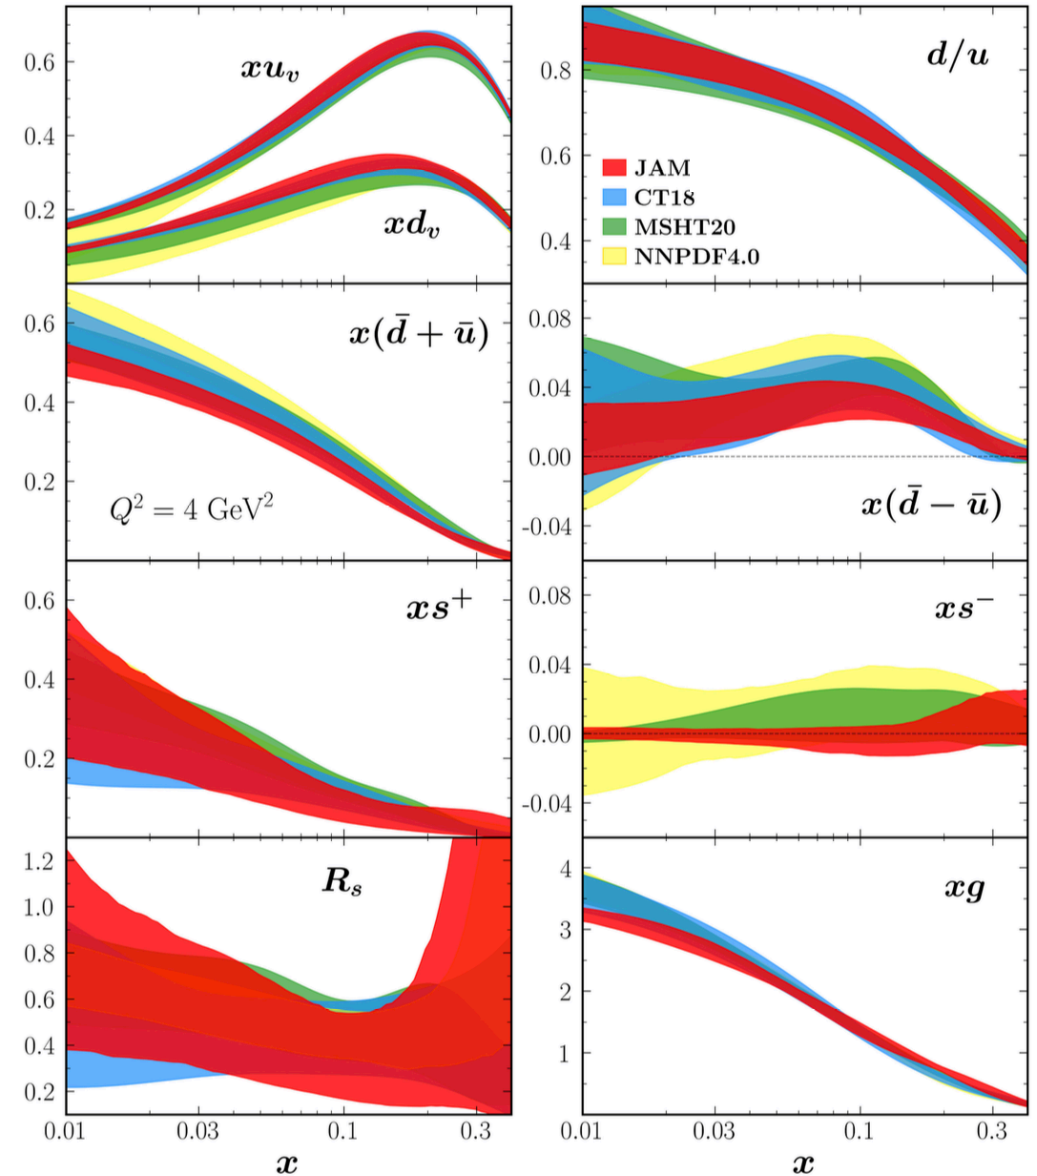 xu_v
xd_v
0.6
0.4
0.2
d/u
JAM
CT18
MSHT20
NNPDF4.0
0.8
0.6
0.4
x(d̄ + ū)
Q² = 4 GeV²
0.6
0.4
0.2
x(d̄ − ū)
0.08
0.04
0.00
-0.04
xs⁺
0.6
0.4
0.2
xs⁻
0.08
0.04
0.00
-0.04
R_s
1.2
1.0
0.8
0.6
0.4
0.2
0.01 0.03 0.1 0.3
x
xg
4
3
2
1
0.01 0.03 0.1 0.3
x